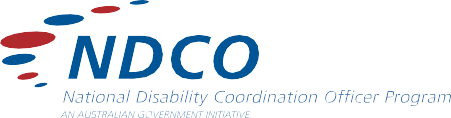 NDCO
National Disability Coordination Officer Program
AN AUSTRALIAN GOVERNMENT INITIATIVE